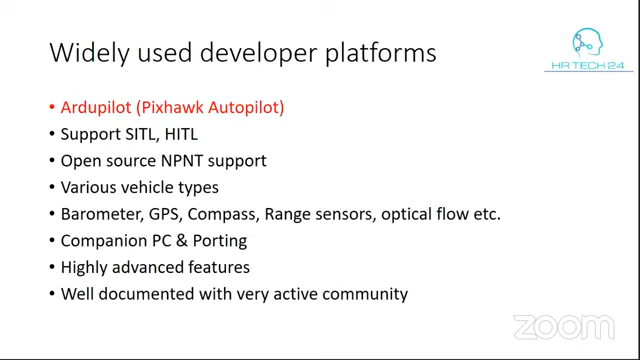 Widely used developer platforms
HR TECH 24
• Ardupilot (Pixhawk Autopilot)
• Support SITL, HITL
• Open source NPNT support
• Various vehicle types
• Barometer, GPS, Compass, Range sensors, optical flow etc.
• Companion PC & Porting
• Highly advanced features
• Well documented with very active community
zoom